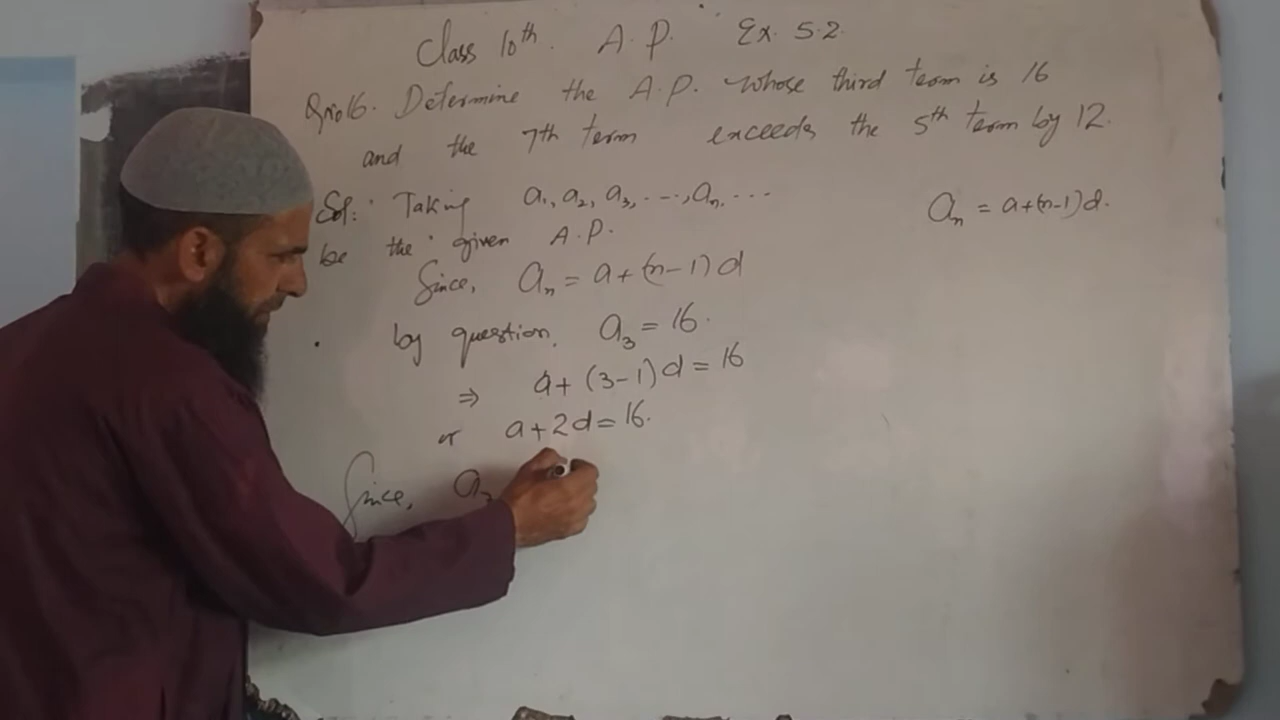 Class 10th. A.P. Ex. 5.2.
Qno16. Determine the A.P. whose third term is 16
and the 7th term exceeds the 5th term by 12.
Sol: Taking a₁, a₂, a₃, ---, aₙ, ---
be the given A.P.
aₙ = a+(n-1)d.
Since, aₙ = a+(n-1)d
by question, a₃ = 16.
⇒ a+(3-1)d = 16
or a+2d=16.
Since, a₇